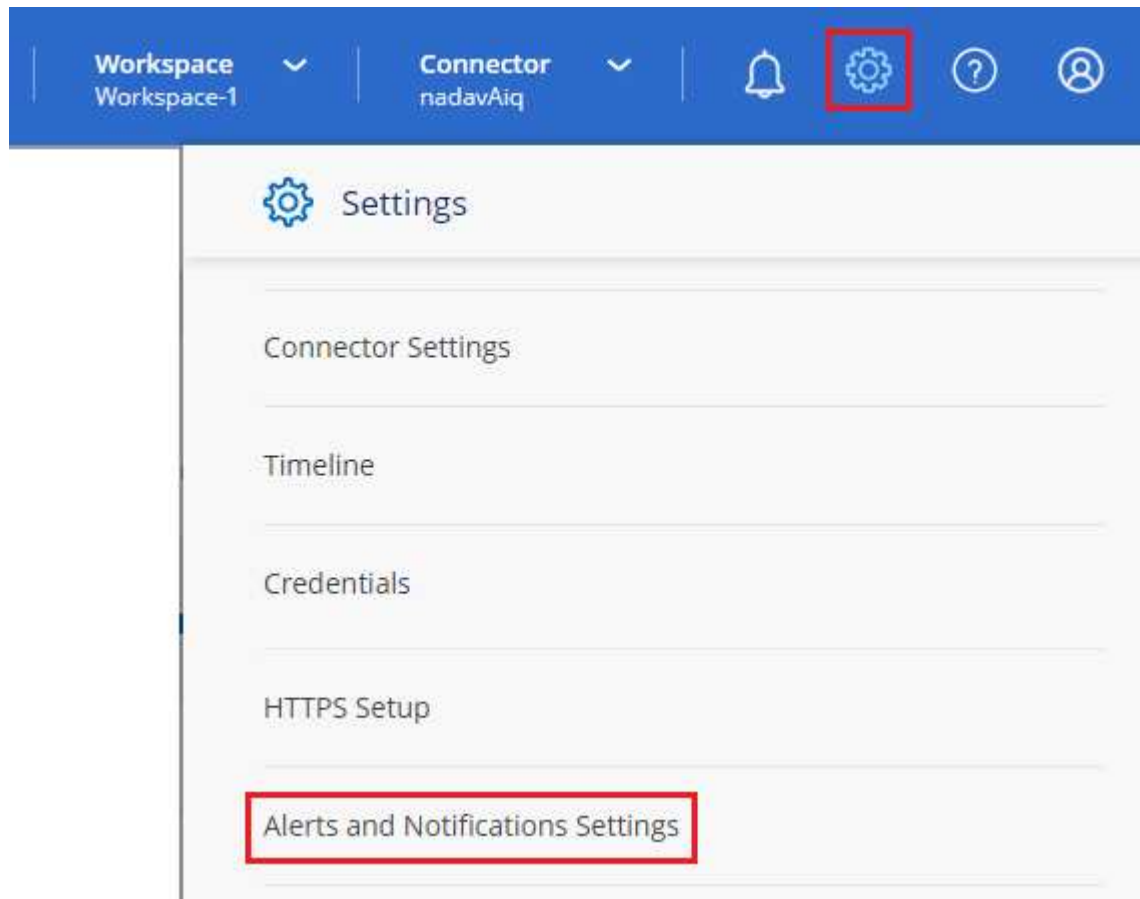 Workspace
Workspace-1
Connector
nadavAiq
Settings
Connector Settings
Timeline
Credentials
HTTPS Setup
Alerts and Notifications Settings